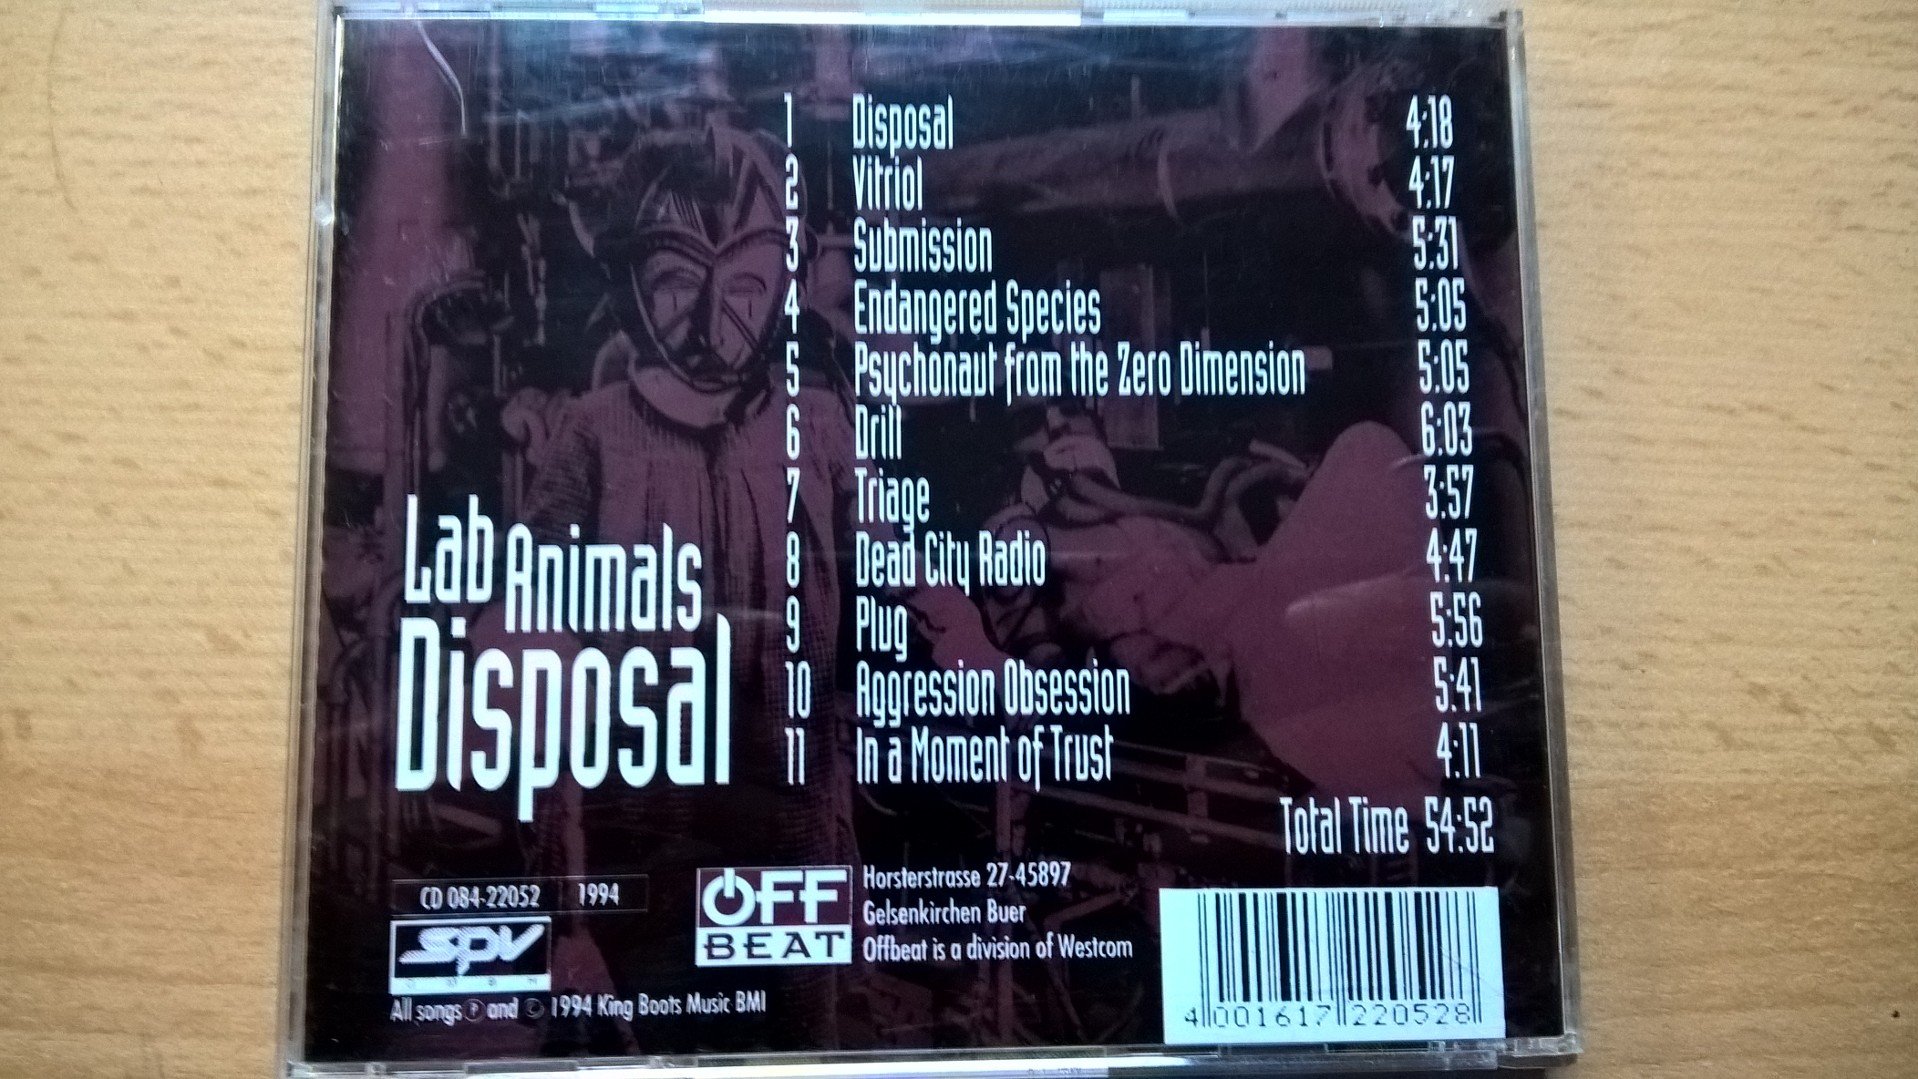 1 Disposal 4:18
2 Vitriol 4:17
3 Submission 5:31
4 Endangered Species 5:05
5 Psychonaut from the Zero Dimension 5:05
6 Drill 6:03
7 Triage 3:57
8 Dead City Radio 4:47
9 Plug 5:56
10 Aggression Obsession 5:41
11 In a Moment of Trust 4:11
Total Time 54:52
Lab Animals
Disposal
CD 084-22052 1994
SPV
All songs ℗ and © 1994 King Boots Music BMI
OFF
BEAT
Horsterstrasse 27-45897
Gelsenkirchen Buer
Offbeat is a division of Westcom
4 001617 220528